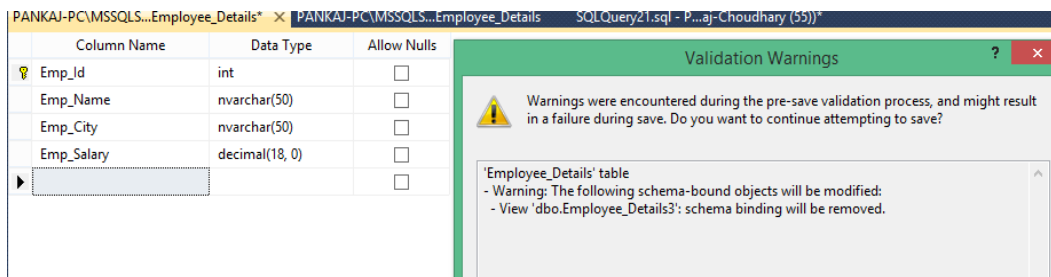 PANKAJ-PC\MSSQLS...Employee_Details* PANKAJ-PC\MSSQLS...Employee_Details SQLQuery21.sql - P...aj-Choudhary (55))*
Column Name Data Type Allow Nulls
Emp_Id int
Emp_Name nvarchar(50)
Emp_City nvarchar(50)
Emp_Salary decimal(18, 0)
Validation Warnings ?
Warnings were encountered during the pre-save validation process, and might result
in a failure during save. Do you want to continue attempting to save?
'Employee_Details' table
- Warning: The following schema-bound objects will be modified:
- View 'dbo.Employee_Details3': schema binding will be removed.